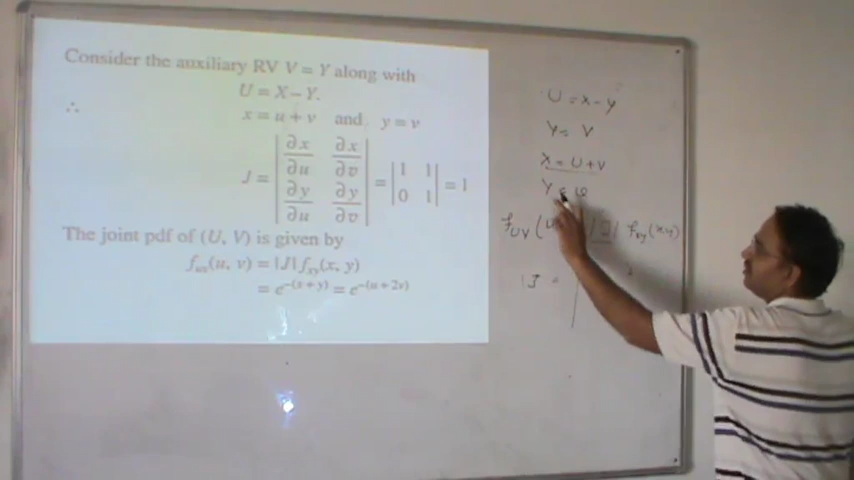 Consider the auxiliary RV V = Y along with
U = X – Y.
∴ x = u + v and y = v
J = | ∂x/∂u ∂x/∂v ; ∂y/∂u ∂y/∂v | = | 1 1 ; 0 1 | = 1
The joint pdf of (U, V) is given by
f_uv(u, v) = |J| f_xy(x, y)
= e^{-(x + y)} = e^{-(u + 2v)}
U = X - Y
Y = V
X = U + V
Y = V
f_UV (U |J| f_xy(x,y)
|J =